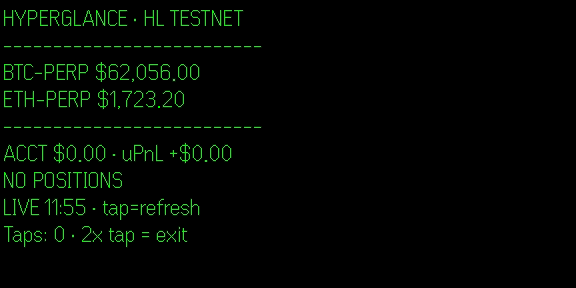 HYPERGLANCE · HL TESTNET
--------------------------
BTC-PERP $62,056.00
ETH-PERP $1,723.20
--------------------------
ACCT $0.00 · uPnL +$0.00
NO POSITIONS
LIVE 11:55 · tap=refresh
Taps: 0 · 2x tap = exit